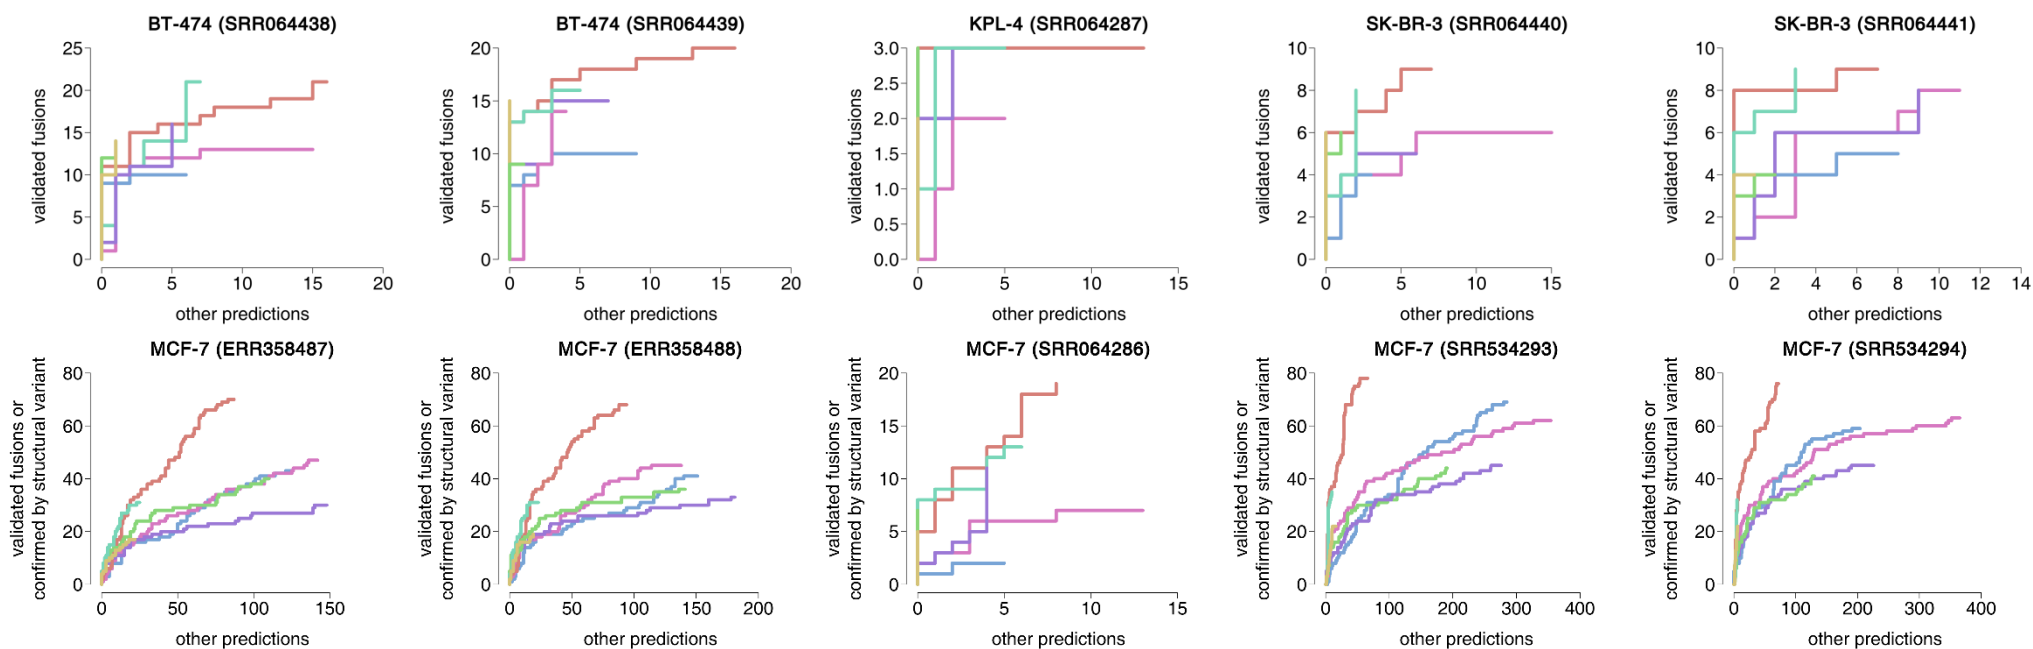 BT-474 (SRR064438)
25
20
15
10
5
0
validated fusions
0 5 10 15 20
other predictions
BT-474 (SRR064439)
20
15
10
5
0
validated fusions
0 5 10 15 20
other predictions
KPL-4 (SRR064287)
3.0
2.5
2.0
1.5
1.0
0.5
0.0
validated fusions
0 5 10 15
other predictions
SK-BR-3 (SRR064440)
10
8
6
4
2
0
validated fusions
0 5 10 15
other predictions
SK-BR-3 (SRR064441)
10
8
6
4
2
0
validated fusions
0 2 4 6 8 10 12 14
other predictions
MCF-7 (ERR358487)
80
60
40
20
0
validated fusions or
confirmed by structural variant
0 50 100 150
other predictions
MCF-7 (ERR358488)
80
60
40
20
0
validated fusions or
confirmed by structural variant
0 50 100 150 200
other predictions
MCF-7 (SRR064286)
20
15
10
5
0
validated fusions or
confirmed by structural variant
0 5 10 15
other predictions
MCF-7 (SRR534293)
80
60
40
20
0
validated fusions or
confirmed by structural variant
0 100 200 300 400
other predictions
MCF-7 (SRR534294)
80
60
40
20
0
validated fusions or
confirmed by structural variant
0 100 200 300 400
other predictions